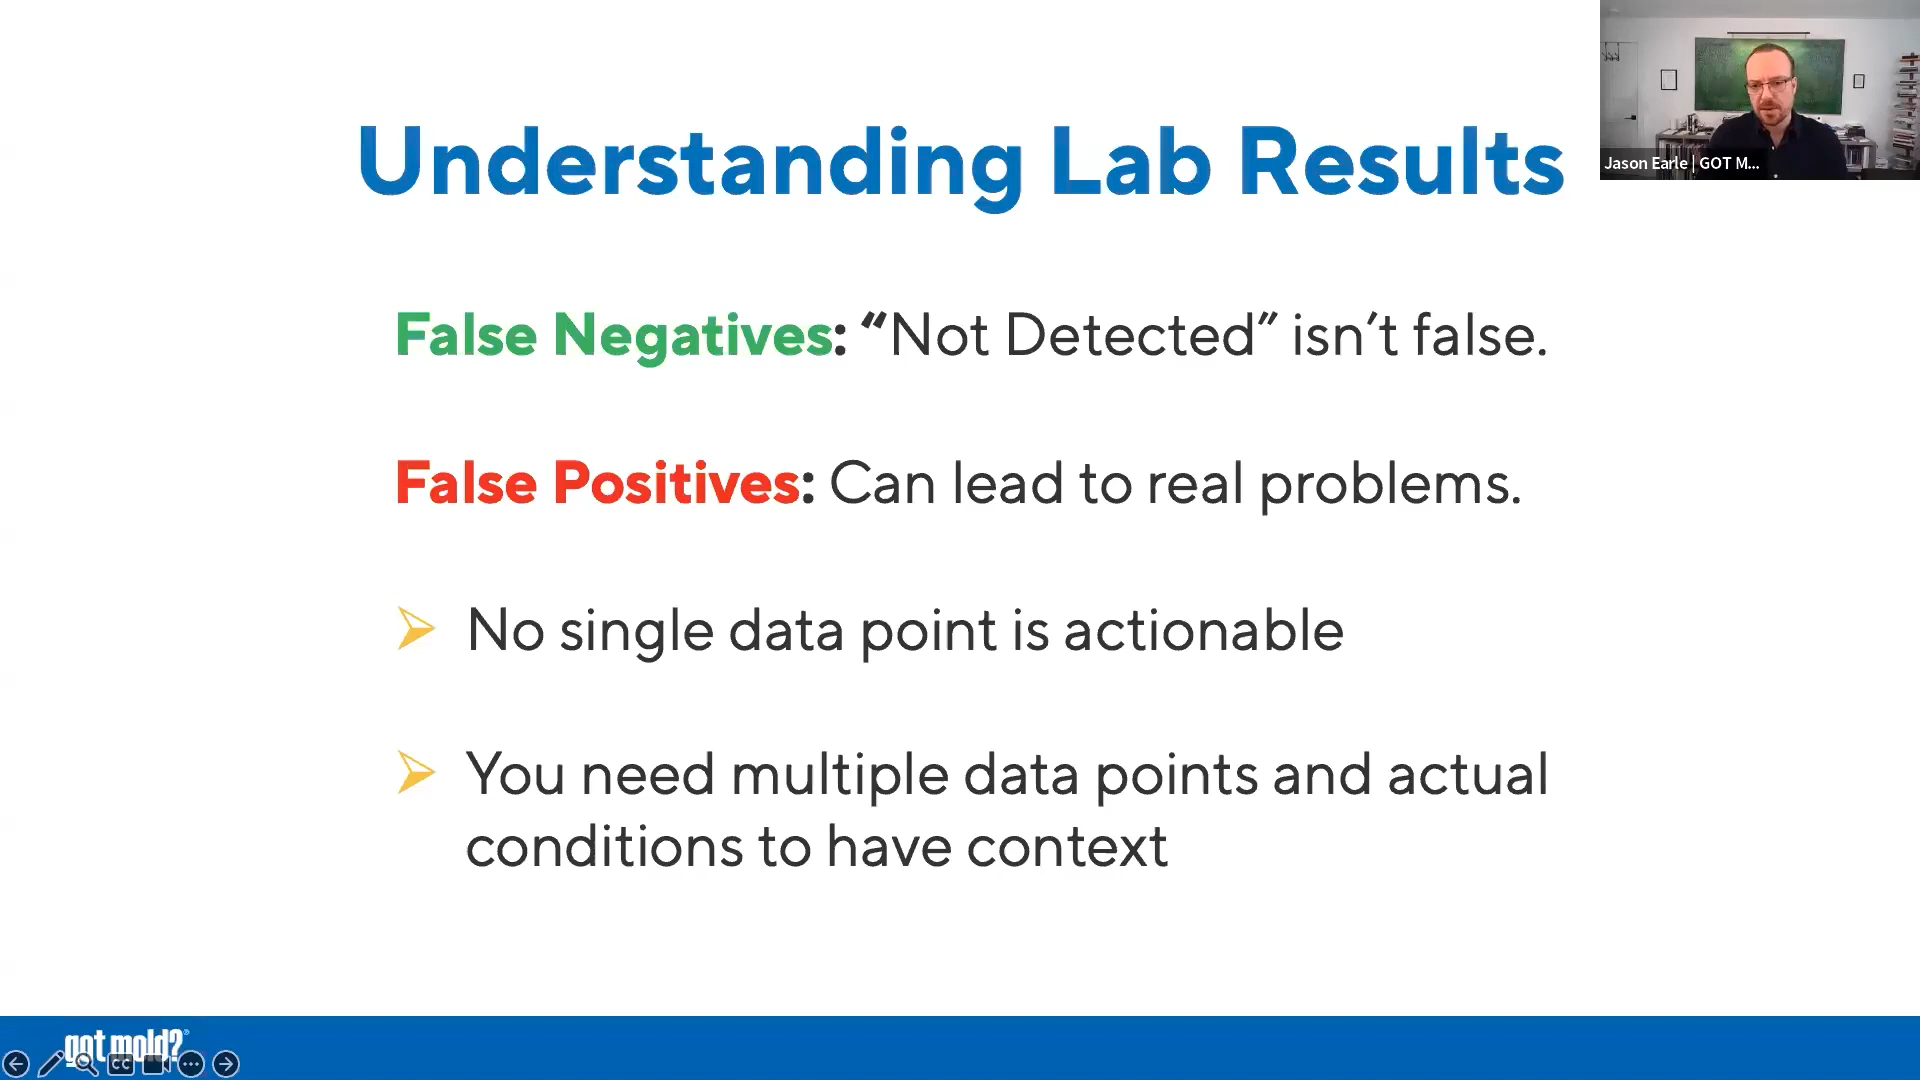 Understanding Lab Results
False Negatives: “Not Detected” isn’t false.
False Positives: Can lead to real problems.
➢ No single data point is actionable
➢ You need multiple data points and actual
conditions to have context
Jason Earle | GOT M...
got mold?®
CC